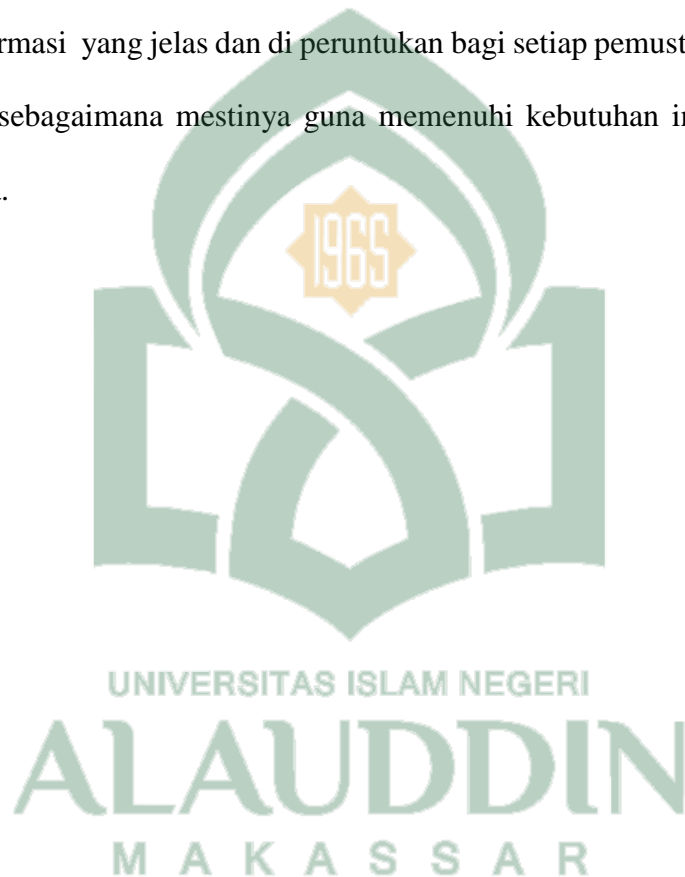 rmasi yang jelas dan di peruntukan bagi setiap pemust
sebagaimana mestinya guna memenuhi kebutuhan in
.
1965
UNIVERSITAS ISLAM NEGERI
ALAUDDIN
MAKASSAR